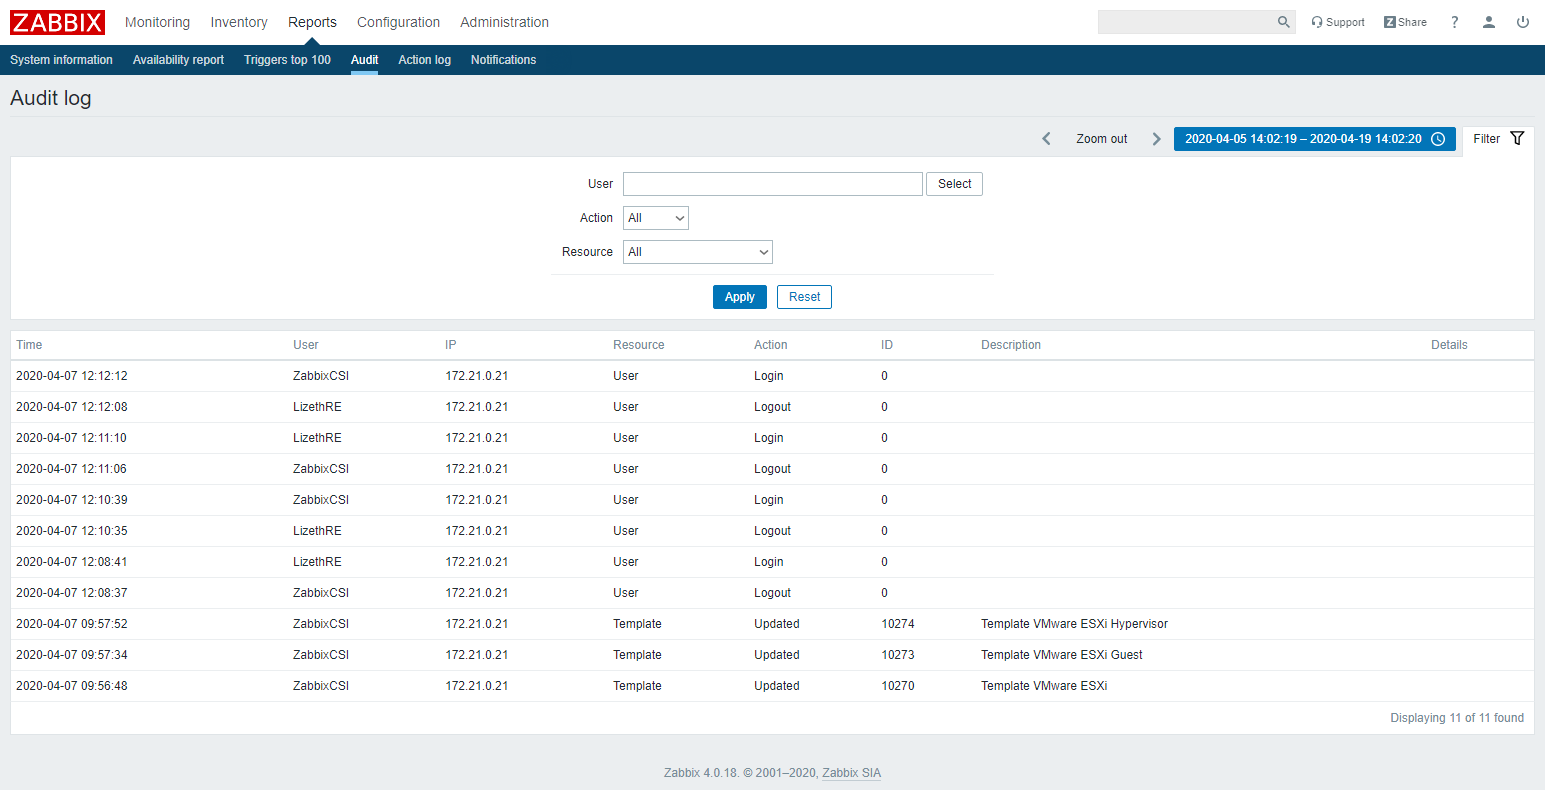 ZABBIX Monitoring Inventory Reports Configuration Administration Support Z Share ?
System information Availability report Triggers top 100 Audit Action log Notifications
Audit log
Zoom out 2020-04-05 14:02:19 – 2020-04-19 14:02:20 Filter
User Select
Action All
Resource All
Apply Reset
Time User IP Resource Action ID Description Details
2020-04-07 12:12:12 ZabbixCSI 172.21.0.21 User Login 0
2020-04-07 12:12:08 LizethRE 172.21.0.21 User Logout 0
2020-04-07 12:11:10 LizethRE 172.21.0.21 User Login 0
2020-04-07 12:11:06 ZabbixCSI 172.21.0.21 User Logout 0
2020-04-07 12:10:39 ZabbixCSI 172.21.0.21 User Login 0
2020-04-07 12:10:35 LizethRE 172.21.0.21 User Logout 0
2020-04-07 12:08:41 LizethRE 172.21.0.21 User Login 0
2020-04-07 12:08:37 ZabbixCSI 172.21.0.21 User Logout 0
2020-04-07 09:57:52 ZabbixCSI 172.21.0.21 Template Updated 10274 Template VMware ESXi Hypervisor
2020-04-07 09:57:34 ZabbixCSI 172.21.0.21 Template Updated 10273 Template VMware ESXi Guest
2020-04-07 09:56:48 ZabbixCSI 172.21.0.21 Template Updated 10270 Template VMware ESXi
Displaying 11 of 11 found
Zabbix 4.0.18. © 2001–2020, Zabbix SIA